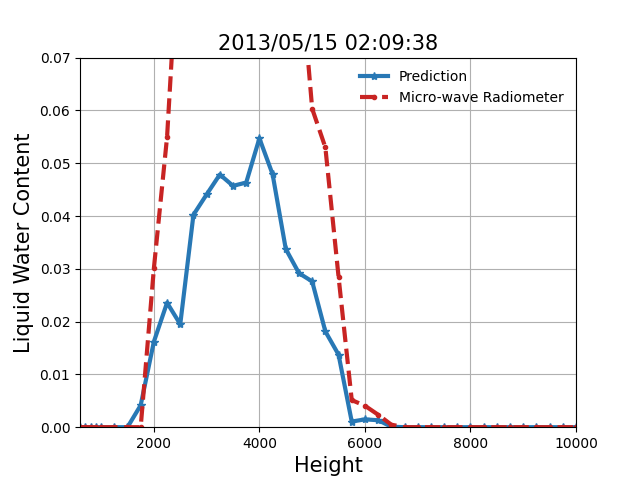 2013/05/15 02:09:38
0.07
0.06
0.05
0.04
0.03
0.02
0.01
0.00
Liquid Water Content
Prediction
Micro-wave Radiometer
2000 4000 6000 8000 10000
Height